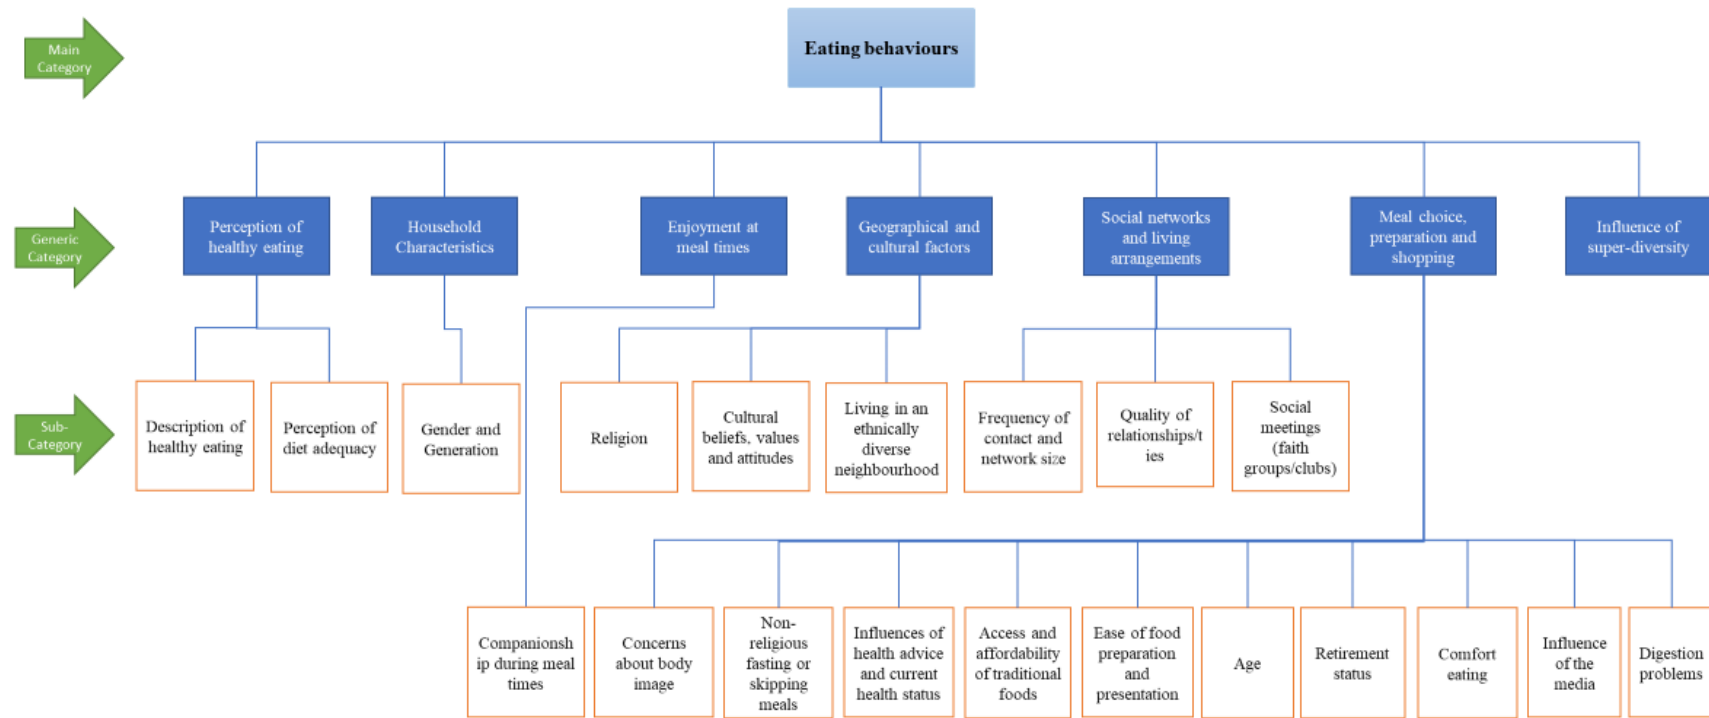 Main
Category
Eating behaviours
Generic
Category
Perception of
healthy eating
Household
Characteristics
Enjoyment at
meal times
Geographical and
cultural factors
Social networks
and living
arrangements
Meal choice,
preparation and
shopping
Influence of
super-diversity
Sub-
Category
Description of
healthy eating
Perception of
diet adequacy
Gender and
Generation
Religion
Cultural
beliefs, values
and attitudes
Living in an
ethnically
diverse
neighbourhood
Frequency of
contact and
network size
Quality of
relationships/t
ies
Social
meetings
(faith
groups/clubs)
Companionsh
ip during meal
times
Concerns
about body
image
Non-
religious
fasting or
skipping
meals
Influences of
health advice
and current
health status
Access and
affordability
of traditional
foods
Ease of food
preparation
and
presentation
Age
Retirement
status
Comfort
eating
Influence
of the
media
Digestion
problems